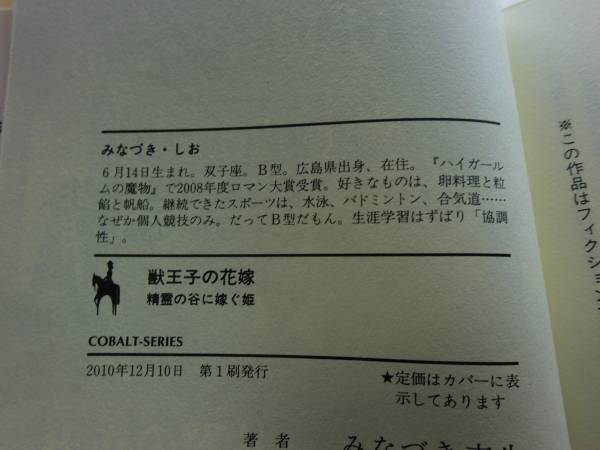 みなづき・しお
6月14日生まれ。双子座。B型。広島県出身、在住。『ハイガール
ムの魔物』で2008年度ロマン大賞受賞。好きなものは、卵料理と粒
餡と帆船。継続できたスポーツは、水泳、バドミントン、合気道……
なぜか個人競技のみ。だってB型だもん。生涯学習はずばり「協調
性」。
獣王子の花嫁
精霊の谷に嫁ぐ姫
COBALT-SERIES
2010年12月10日 第1刷発行
★定価はカバーに表
示してあります
著者 みなづき
※この作品はフィクション